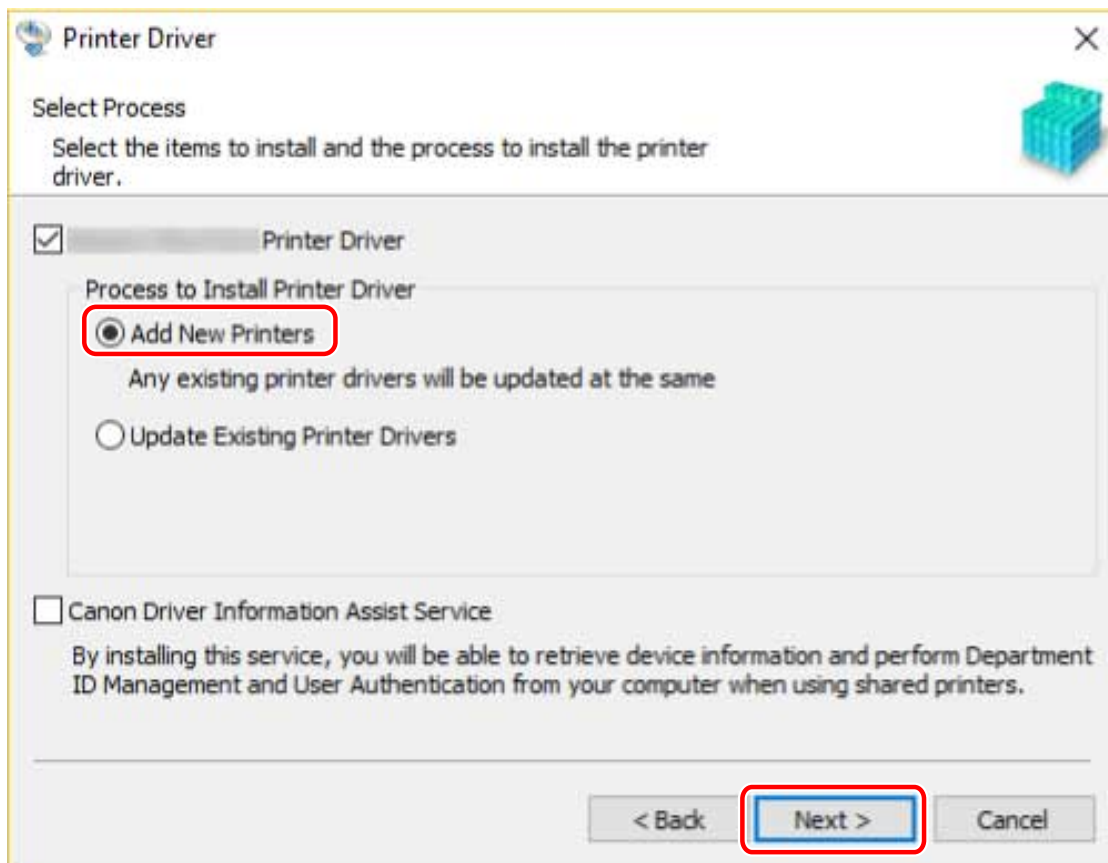 Printer Driver
Select Process
Select the items to install and the process to install the printer
driver.
Printer Driver
Process to Install Printer Driver
Add New Printers
Any existing printer drivers will be updated at the same
Update Existing Printer Drivers
Canon Driver Information Assist Service
By installing this service, you will be able to retrieve device information and perform Department
ID Management and User Authentication from your computer when using shared printers.
< Back
Next >
Cancel